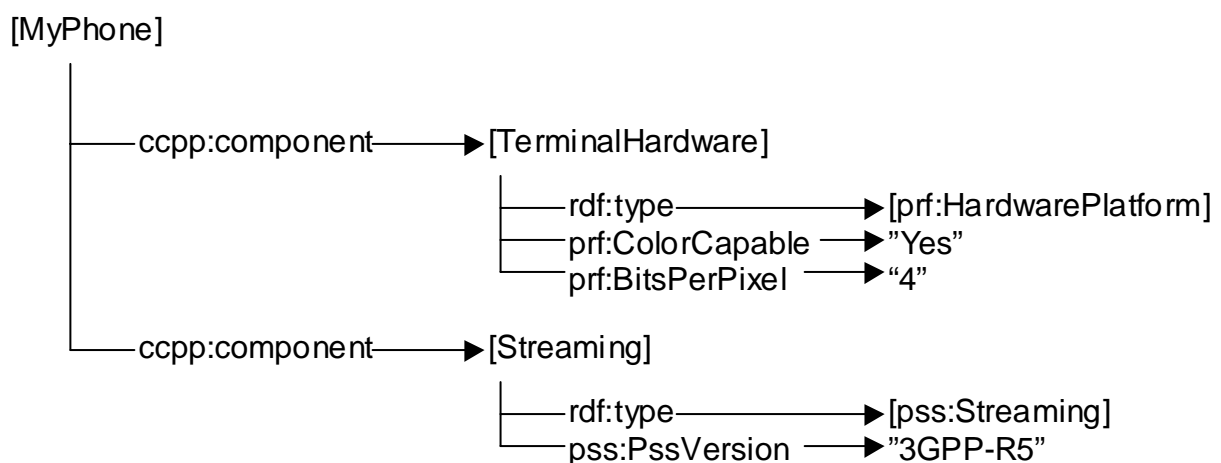 [MyPhone]
ccpp:component [TerminalHardware]
rdf:type [prf:HardwarePlatform]
prf:ColorCapable ”Yes”
prf:BitsPerPixel “4”
ccpp:component [Streaming]
rdf:type [pss:Streaming]
pss:PssVersion ”3GPP-R5”